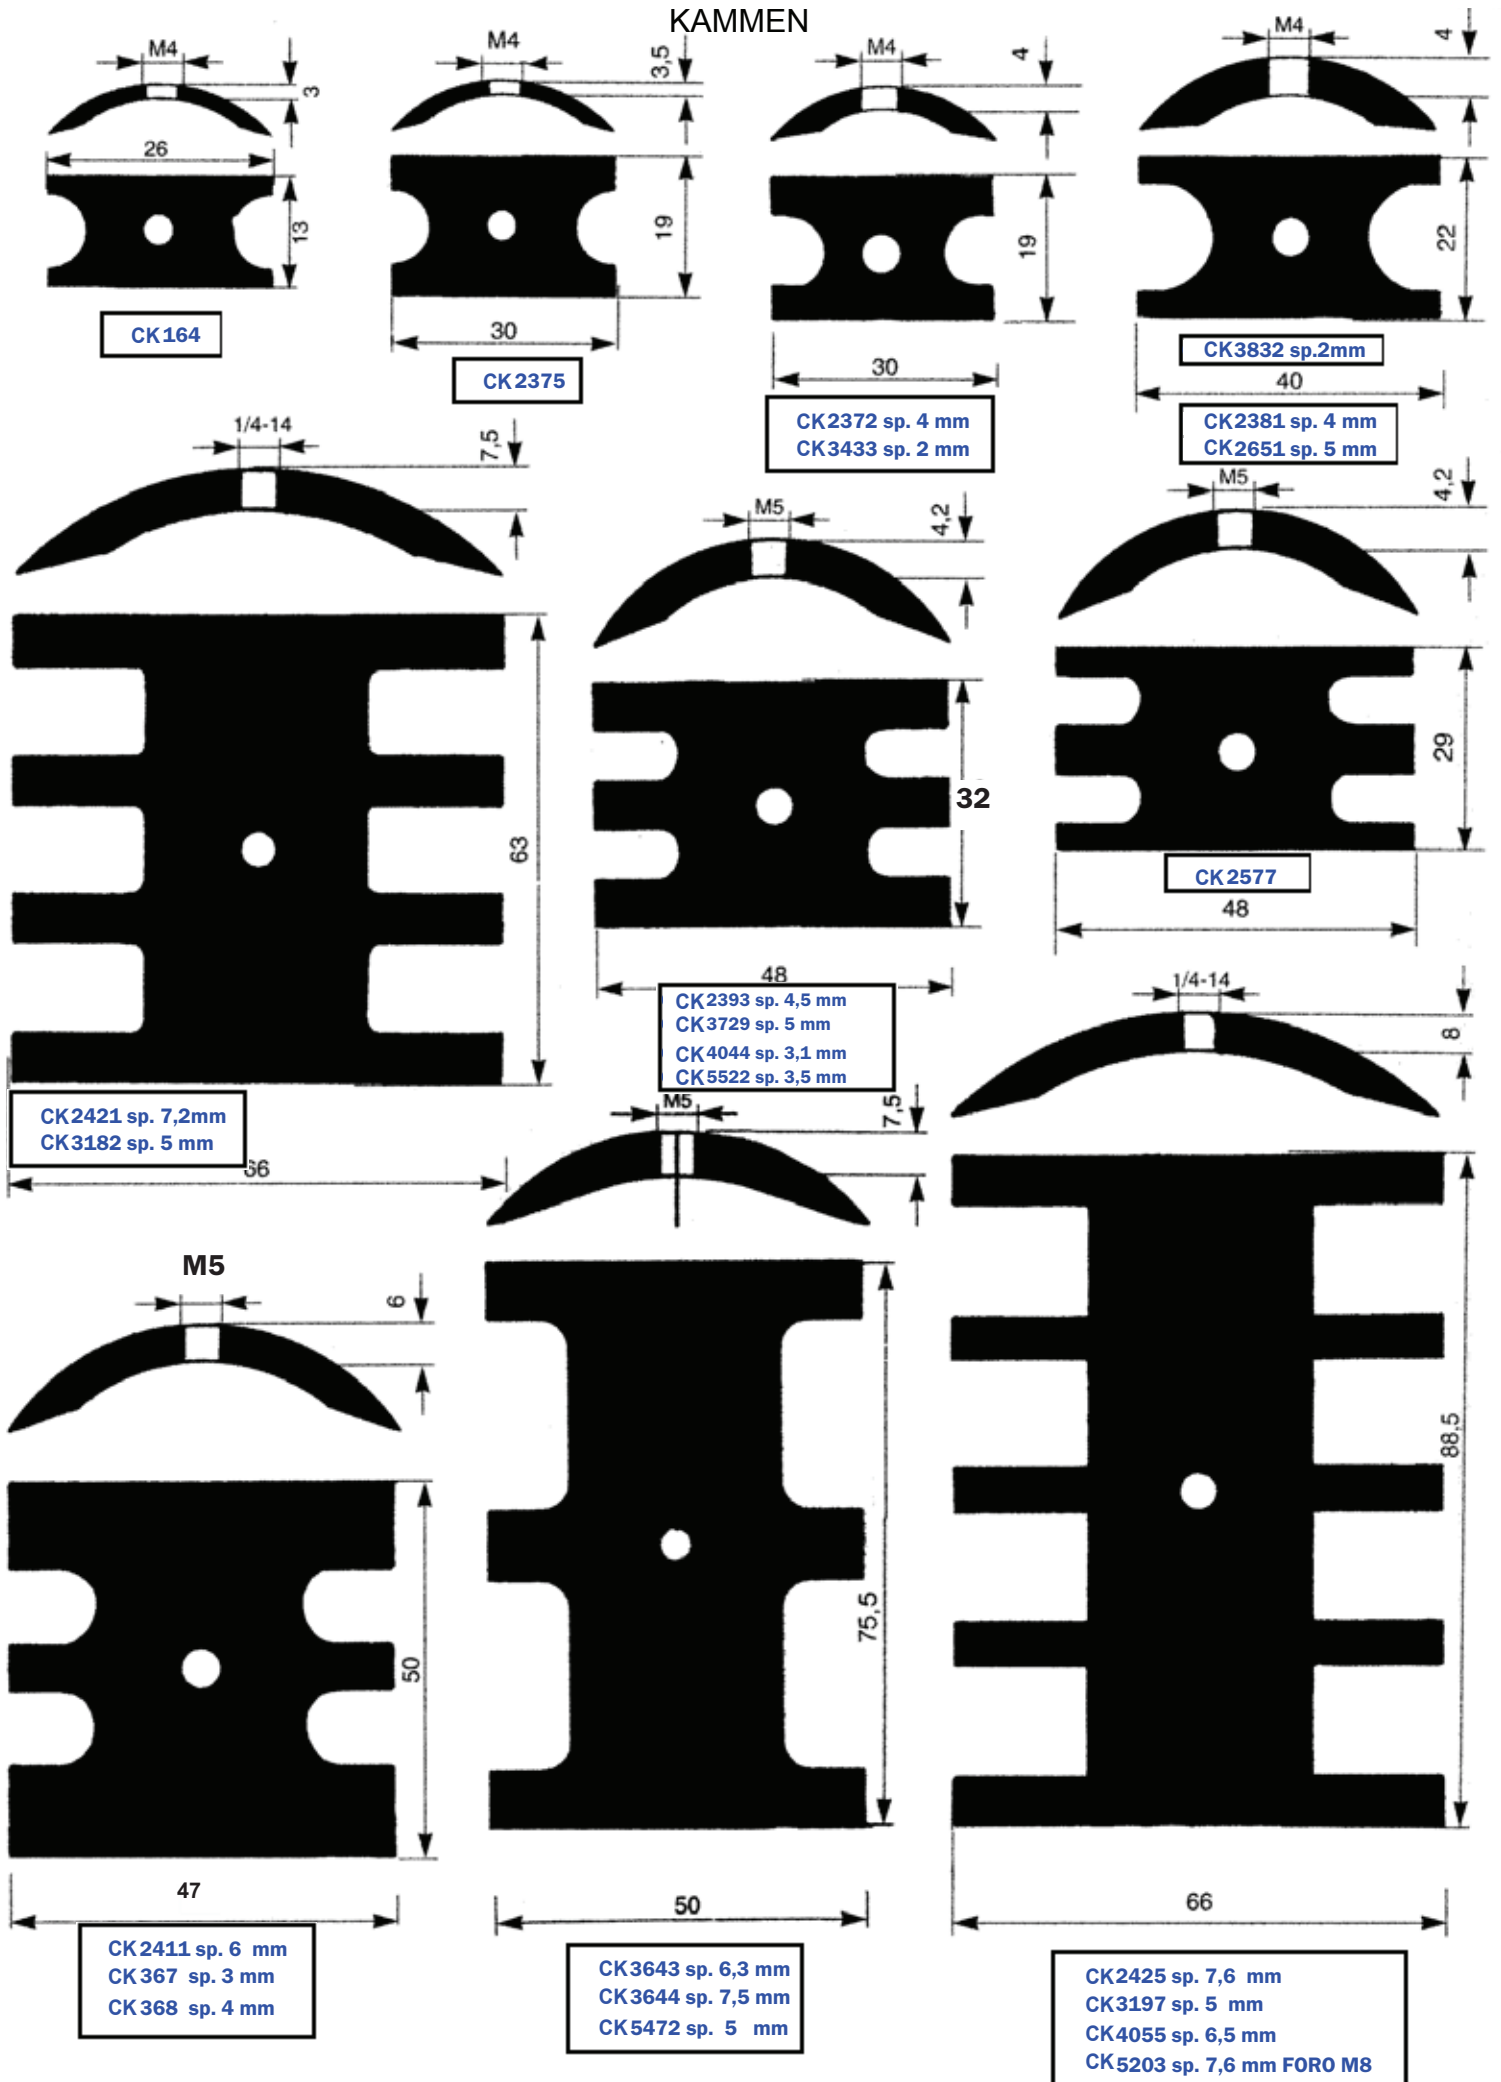 KAMMEN
M4
3
26
13
CK164
M4
3,5
19
30
CK2375
M4
4
19
30
CK2372 sp. 4 mm
CK3433 sp. 2 mm
M4
4
22
CK3832 sp.2mm
40
CK2381 sp. 4 mm
CK2651 sp. 5 mm
1/4-14
7,5
63
CK2421 sp. 7,2mm
CK3182 sp. 5 mm
66
M5
4,2
32
48
CK2393 sp. 4,5 mm
CK3729 sp. 5 mm
CK4044 sp. 3,1 mm
CK5522 sp. 3,5 mm
M5
4,2
29
CK2577
48
M5
6
50
47
CK2411 sp. 6 mm
CK367 sp. 3 mm
CK368 sp. 4 mm
M5
7,5
75,5
50
CK3643 sp. 6,3 mm
CK3644 sp. 7,5 mm
CK5472 sp. 5 mm
1/4-14
8
88,5
66
CK2425 sp. 7,6 mm
CK3197 sp. 5 mm
CK4055 sp. 6,5 mm
CK5203 sp. 7,6 mm FORO M8